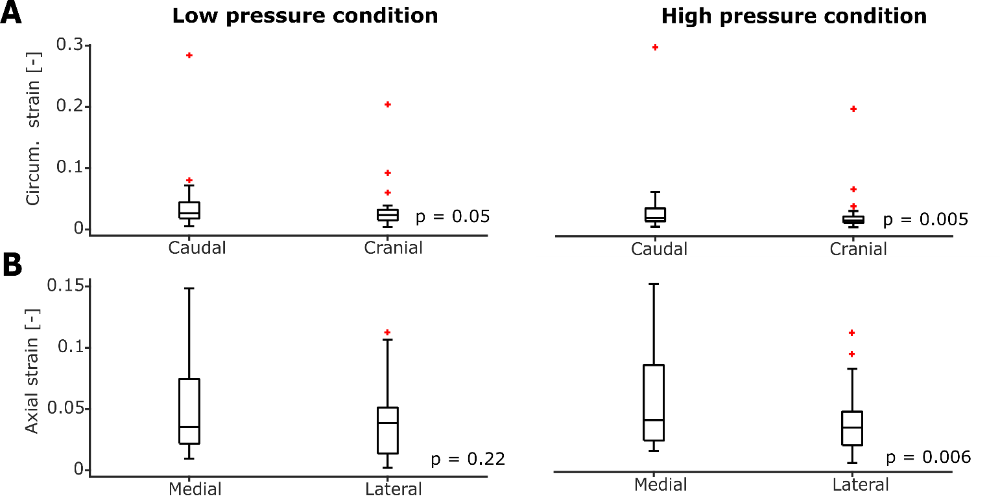 A
Low pressure condition
High pressure condition
Circum.  strain [-]
0.3
0.2
0.1
0
p = 0.05
p = 0.005
Caudal
Cranial
Caudal
Cranial
B
Axial strain [-]
0.15
0.1
0.05
0
p = 0.22
p = 0.006
Medial
Lateral
Medial
Lateral